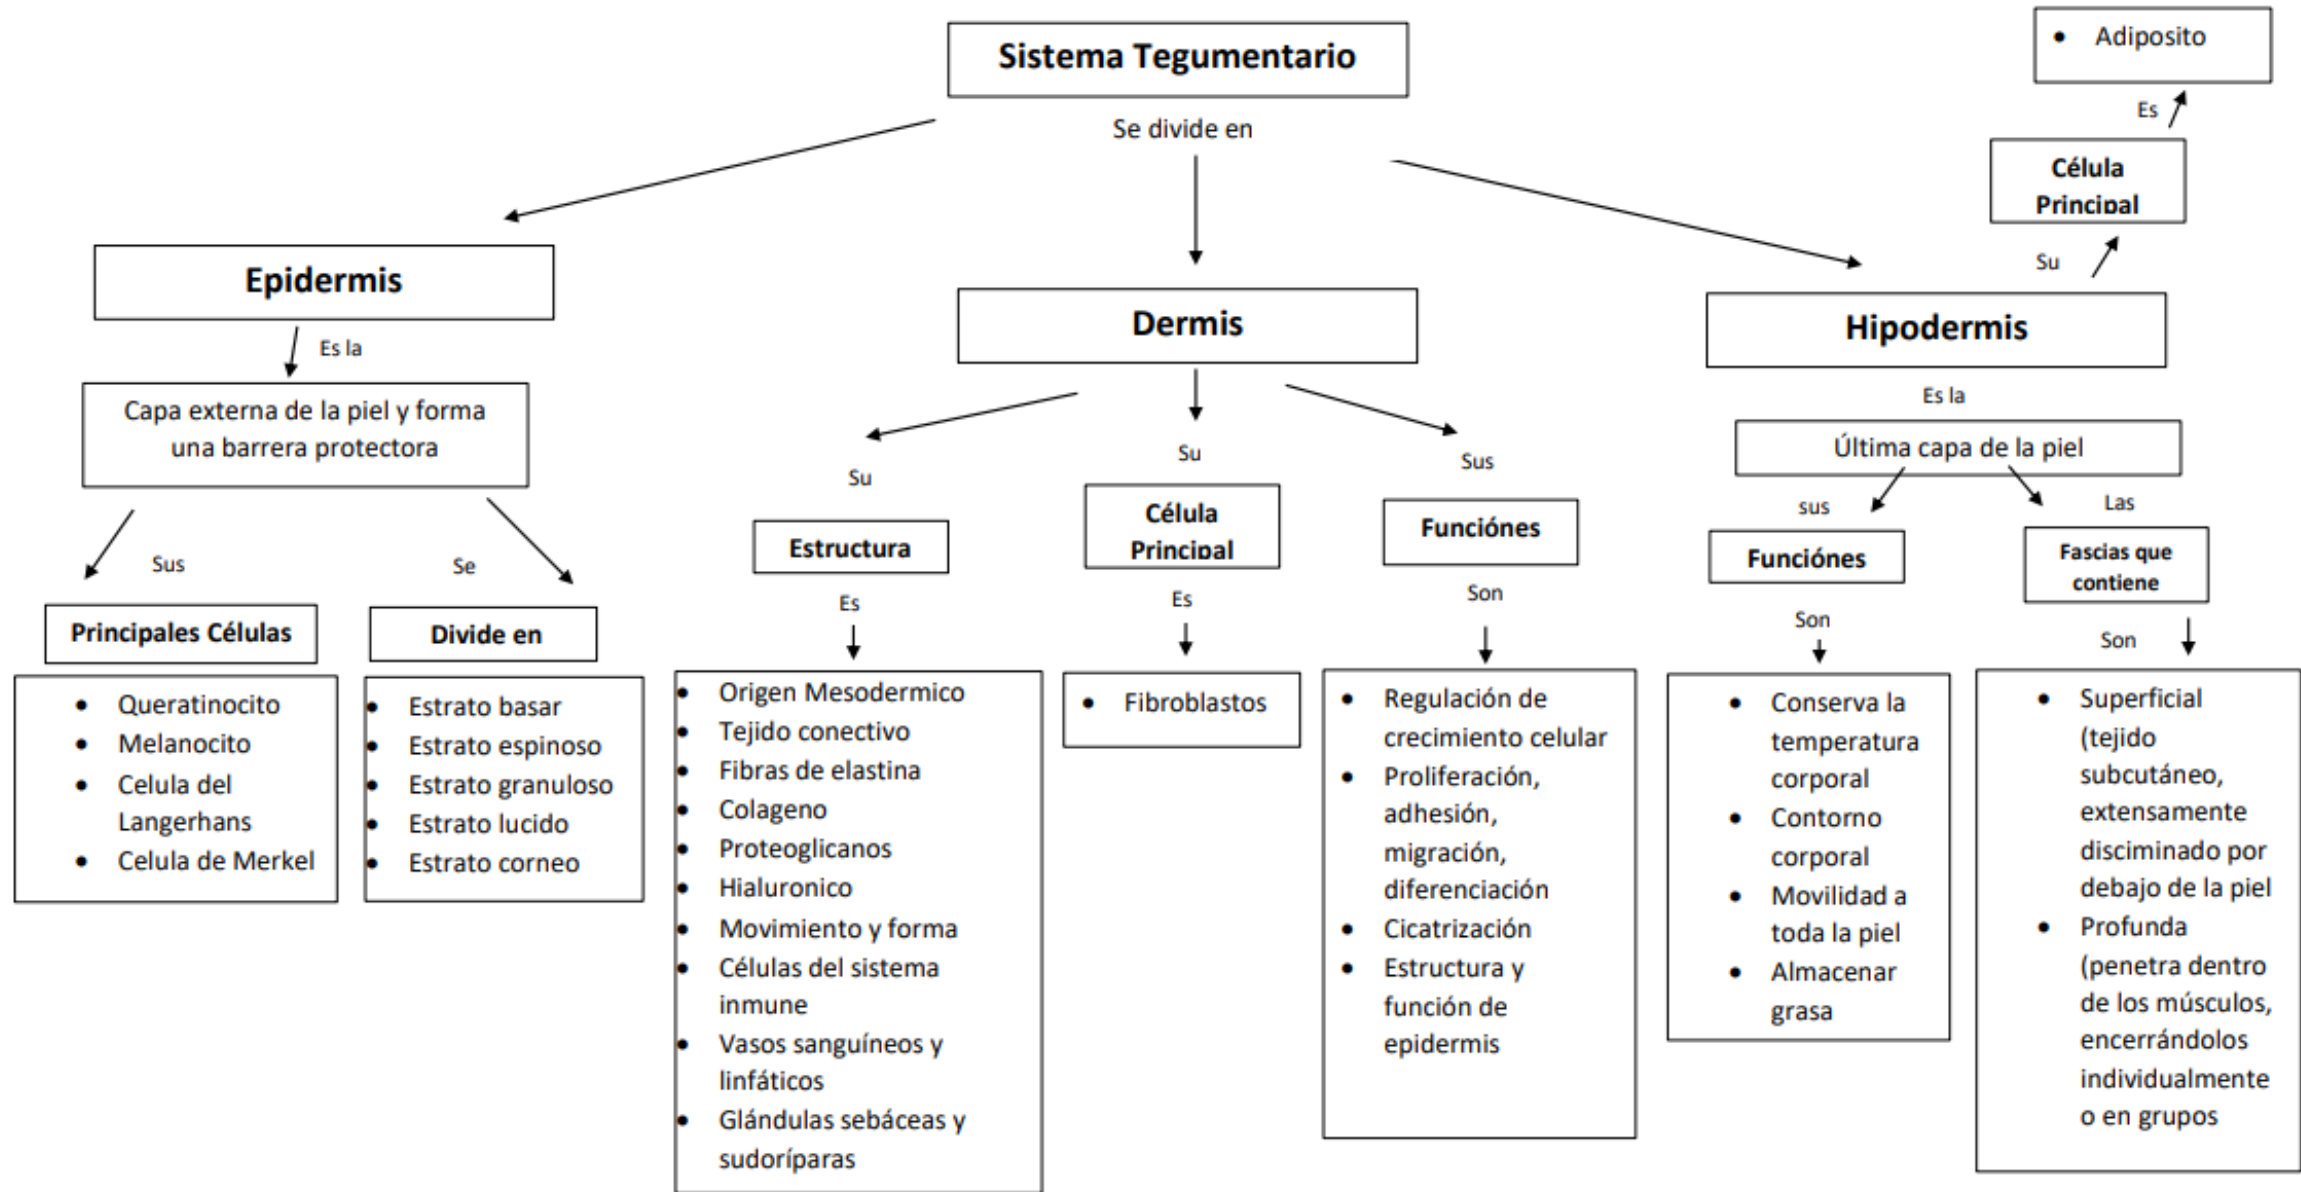 Sistema Tegumentario
Se divide en
Epidermis
Es la
Capa externa de la piel y forma
una barrera protectora
Sus
Principales Células
Queratinocito
Melanocito
Celula del
Langerhans
Celula de Merkel
Se
Divide en
Estrato basar
Estrato espinoso
Estrato granuloso
Estrato lucido
Estrato corneo
Dermis
Su
Estructura
Es
Origen Mesodermico
Tejido conectivo
Fibras de elastina
Colageno
Proteoglicanos
Hialuronico
Movimiento y forma
Células del sistema
inmune
Vasos sanguíneos y
linfáticos
Glándulas sebáceas y
sudoríparas
Su
Célula
Principal
Es
Fibroblastos
Sus
Funciónes
Son
Regulación de
crecimiento celular
Proliferación,
adhesión,
migración,
diferenciación
Cicatrización
Estructura y
función de
epidermis
Hipodermis
Su
Célula
Principal
Es
Adiposito
Es la
Última capa de la piel
sus
Funciónes
Son
Conserva la
temperatura
corporal
Contorno
corporal
Movilidad a
toda la piel
Almacenar
grasa
Las
Fascias que
contiene
Son
Superficial
(tejido
subcutáneo,
extensamente
disciminado por
debajo de la piel
Profunda
(penetra dentro
de los músculos,
encerrándolos
individualmente
o en grupos